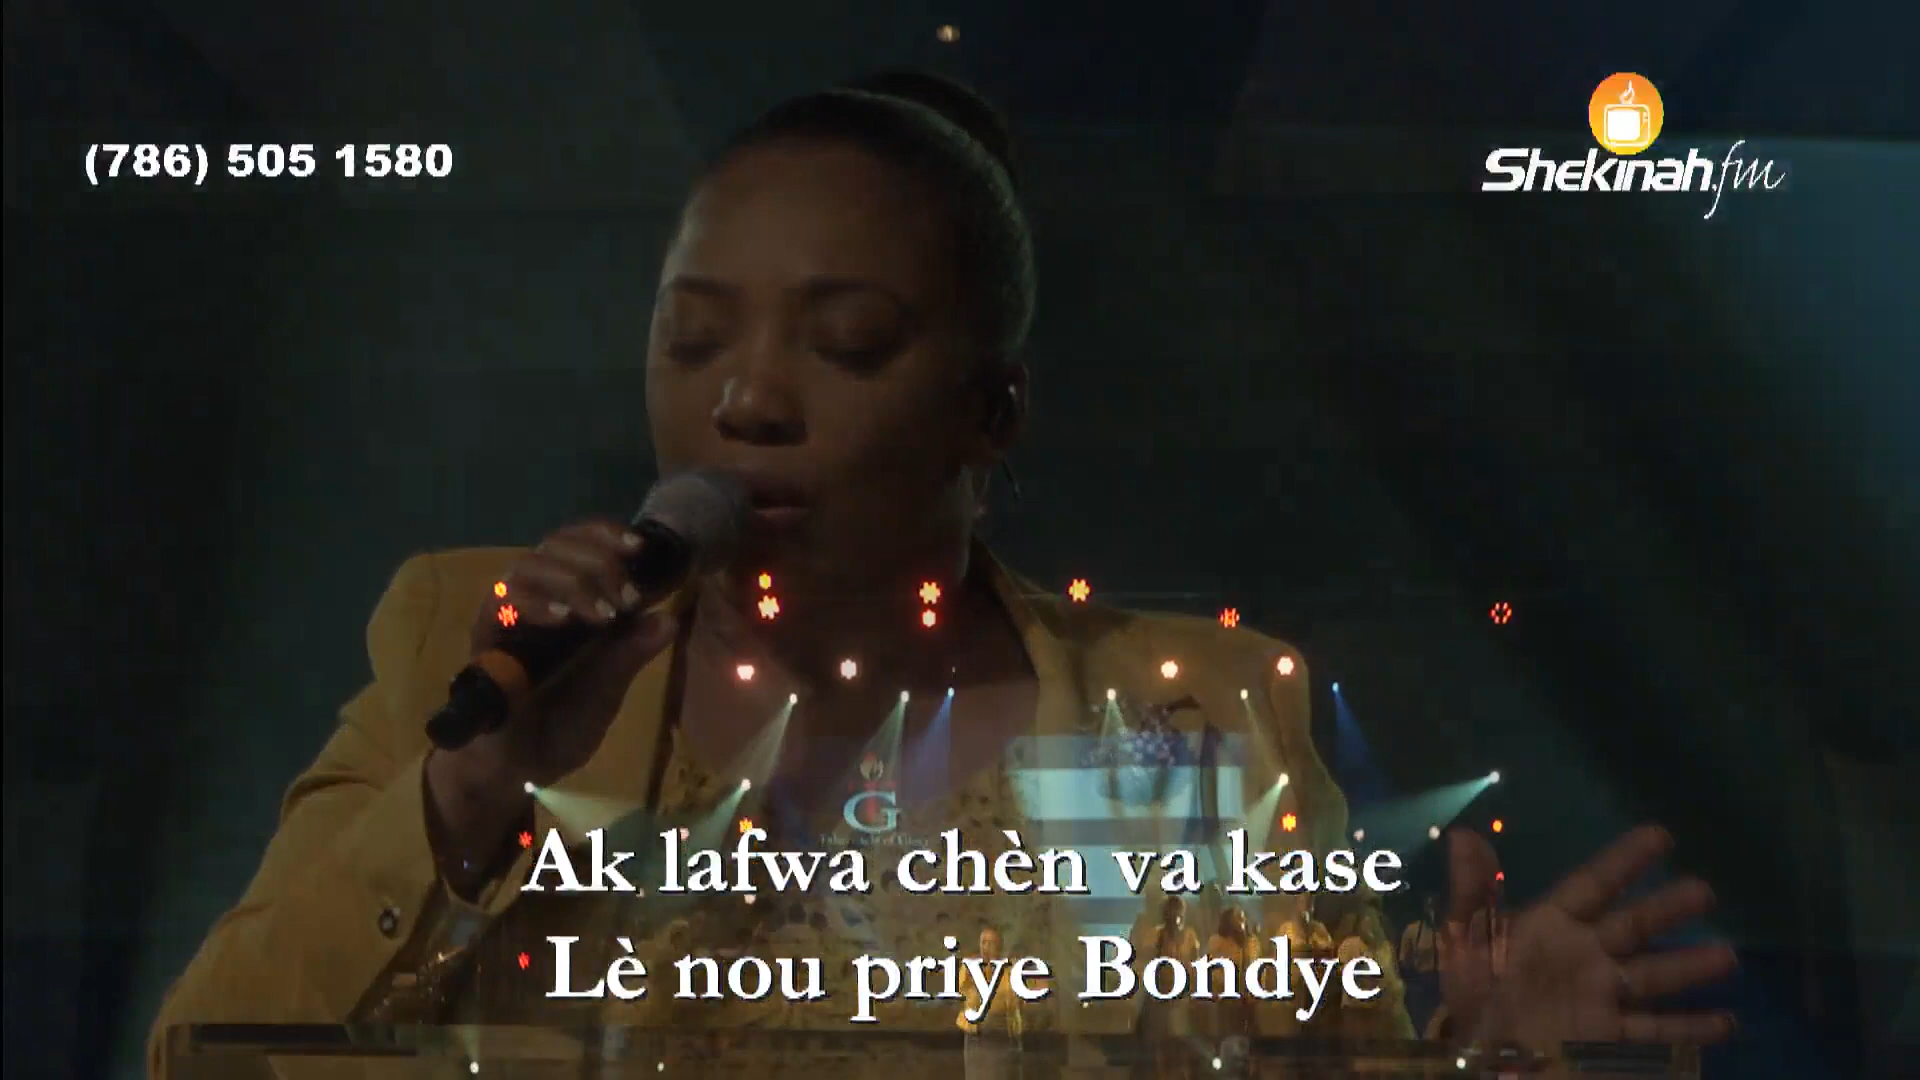 (786) 505 1580
Shekinah.fm
G
Ak lafwa chèn va kase
Lè nou priye Bondye